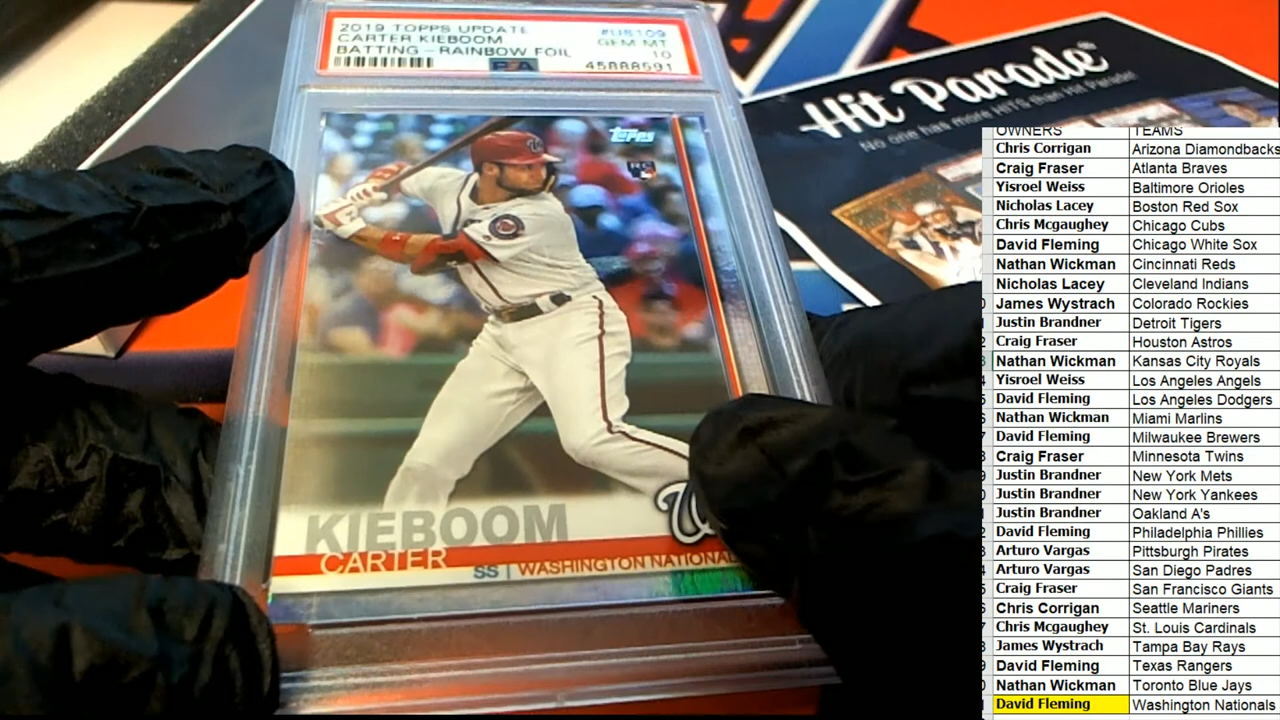 2019 TOPPS UPDATE #US109
CARTER KIEBOOM GEM MT
BATTING - RAINBOW FOIL 10
PSA 45888591
Topps
RC
W
KIEBOOM
CARTER
SS | WASHINGTON NATIONAL
Hit Parade
No one has more HITS than Hit Parade!
OWNERS TEAMS
Chris Corrigan Arizona Diamondbacks
Craig Fraser Atlanta Braves
Yisroel Weiss Baltimore Orioles
Nicholas Lacey Boston Red Sox
Chris Mcgaughey Chicago Cubs
David Fleming Chicago White Sox
Nathan Wickman Cincinnati Reds
Nicholas Lacey Cleveland Indians
James Wystrach Colorado Rockies
Justin Brandner Detroit Tigers
Craig Fraser Houston Astros
Nathan Wickman Kansas City Royals
Yisroel Weiss Los Angeles Angels
David Fleming Los Angeles Dodgers
Nathan Wickman Miami Marlins
David Fleming Milwaukee Brewers
Craig Fraser Minnesota Twins
Justin Brandner New York Mets
Justin Brandner New York Yankees
Justin Brandner Oakland A's
David Fleming Philadelphia Phillies
Arturo Vargas Pittsburgh Pirates
Arturo Vargas San Diego Padres
Craig Fraser San Francisco Giants
Chris Corrigan Seattle Mariners
Chris Mcgaughey St. Louis Cardinals
James Wystrach Tampa Bay Rays
David Fleming Texas Rangers
Nathan Wickman Toronto Blue Jays
David Fleming Washington Nationals